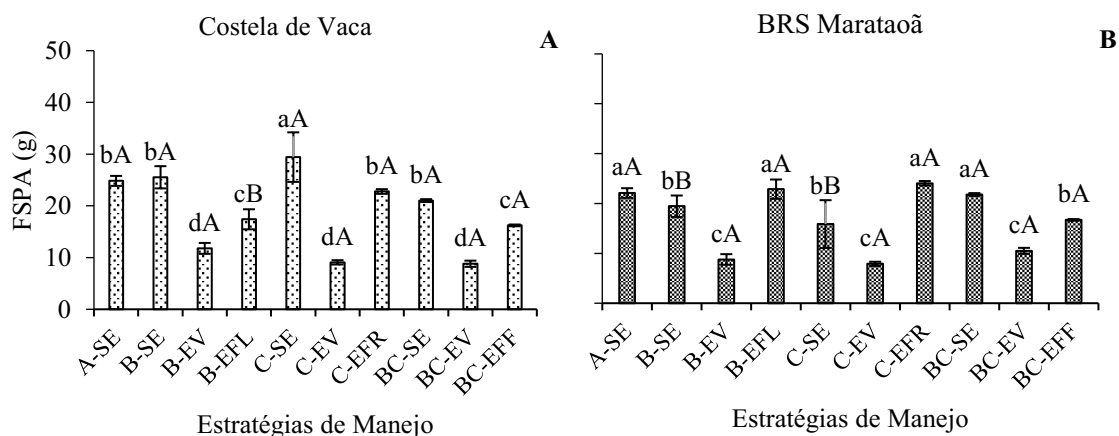 Costela de Vaca
A
50
40
30
20
10
0
FSPA (g)
bA
bA
dA
cB
aA
dA
bA
bA
dA
cA
A-SE
B-SE
B-EV
B-EFL
C-SE
C-EV
C-EFR
BC-SE
BC-EV
BC-EFF
Estratégias de Manejo
BRS Marataoã
B
aA
bB
cA
aA
bB
cA
aA
aA
cA
bA
A-SE
B-SE
B-EV
B-EFL
C-SE
C-EV
C-EFR
BC-SE
BC-EV
BC-EFF
Estratégias de Manejo